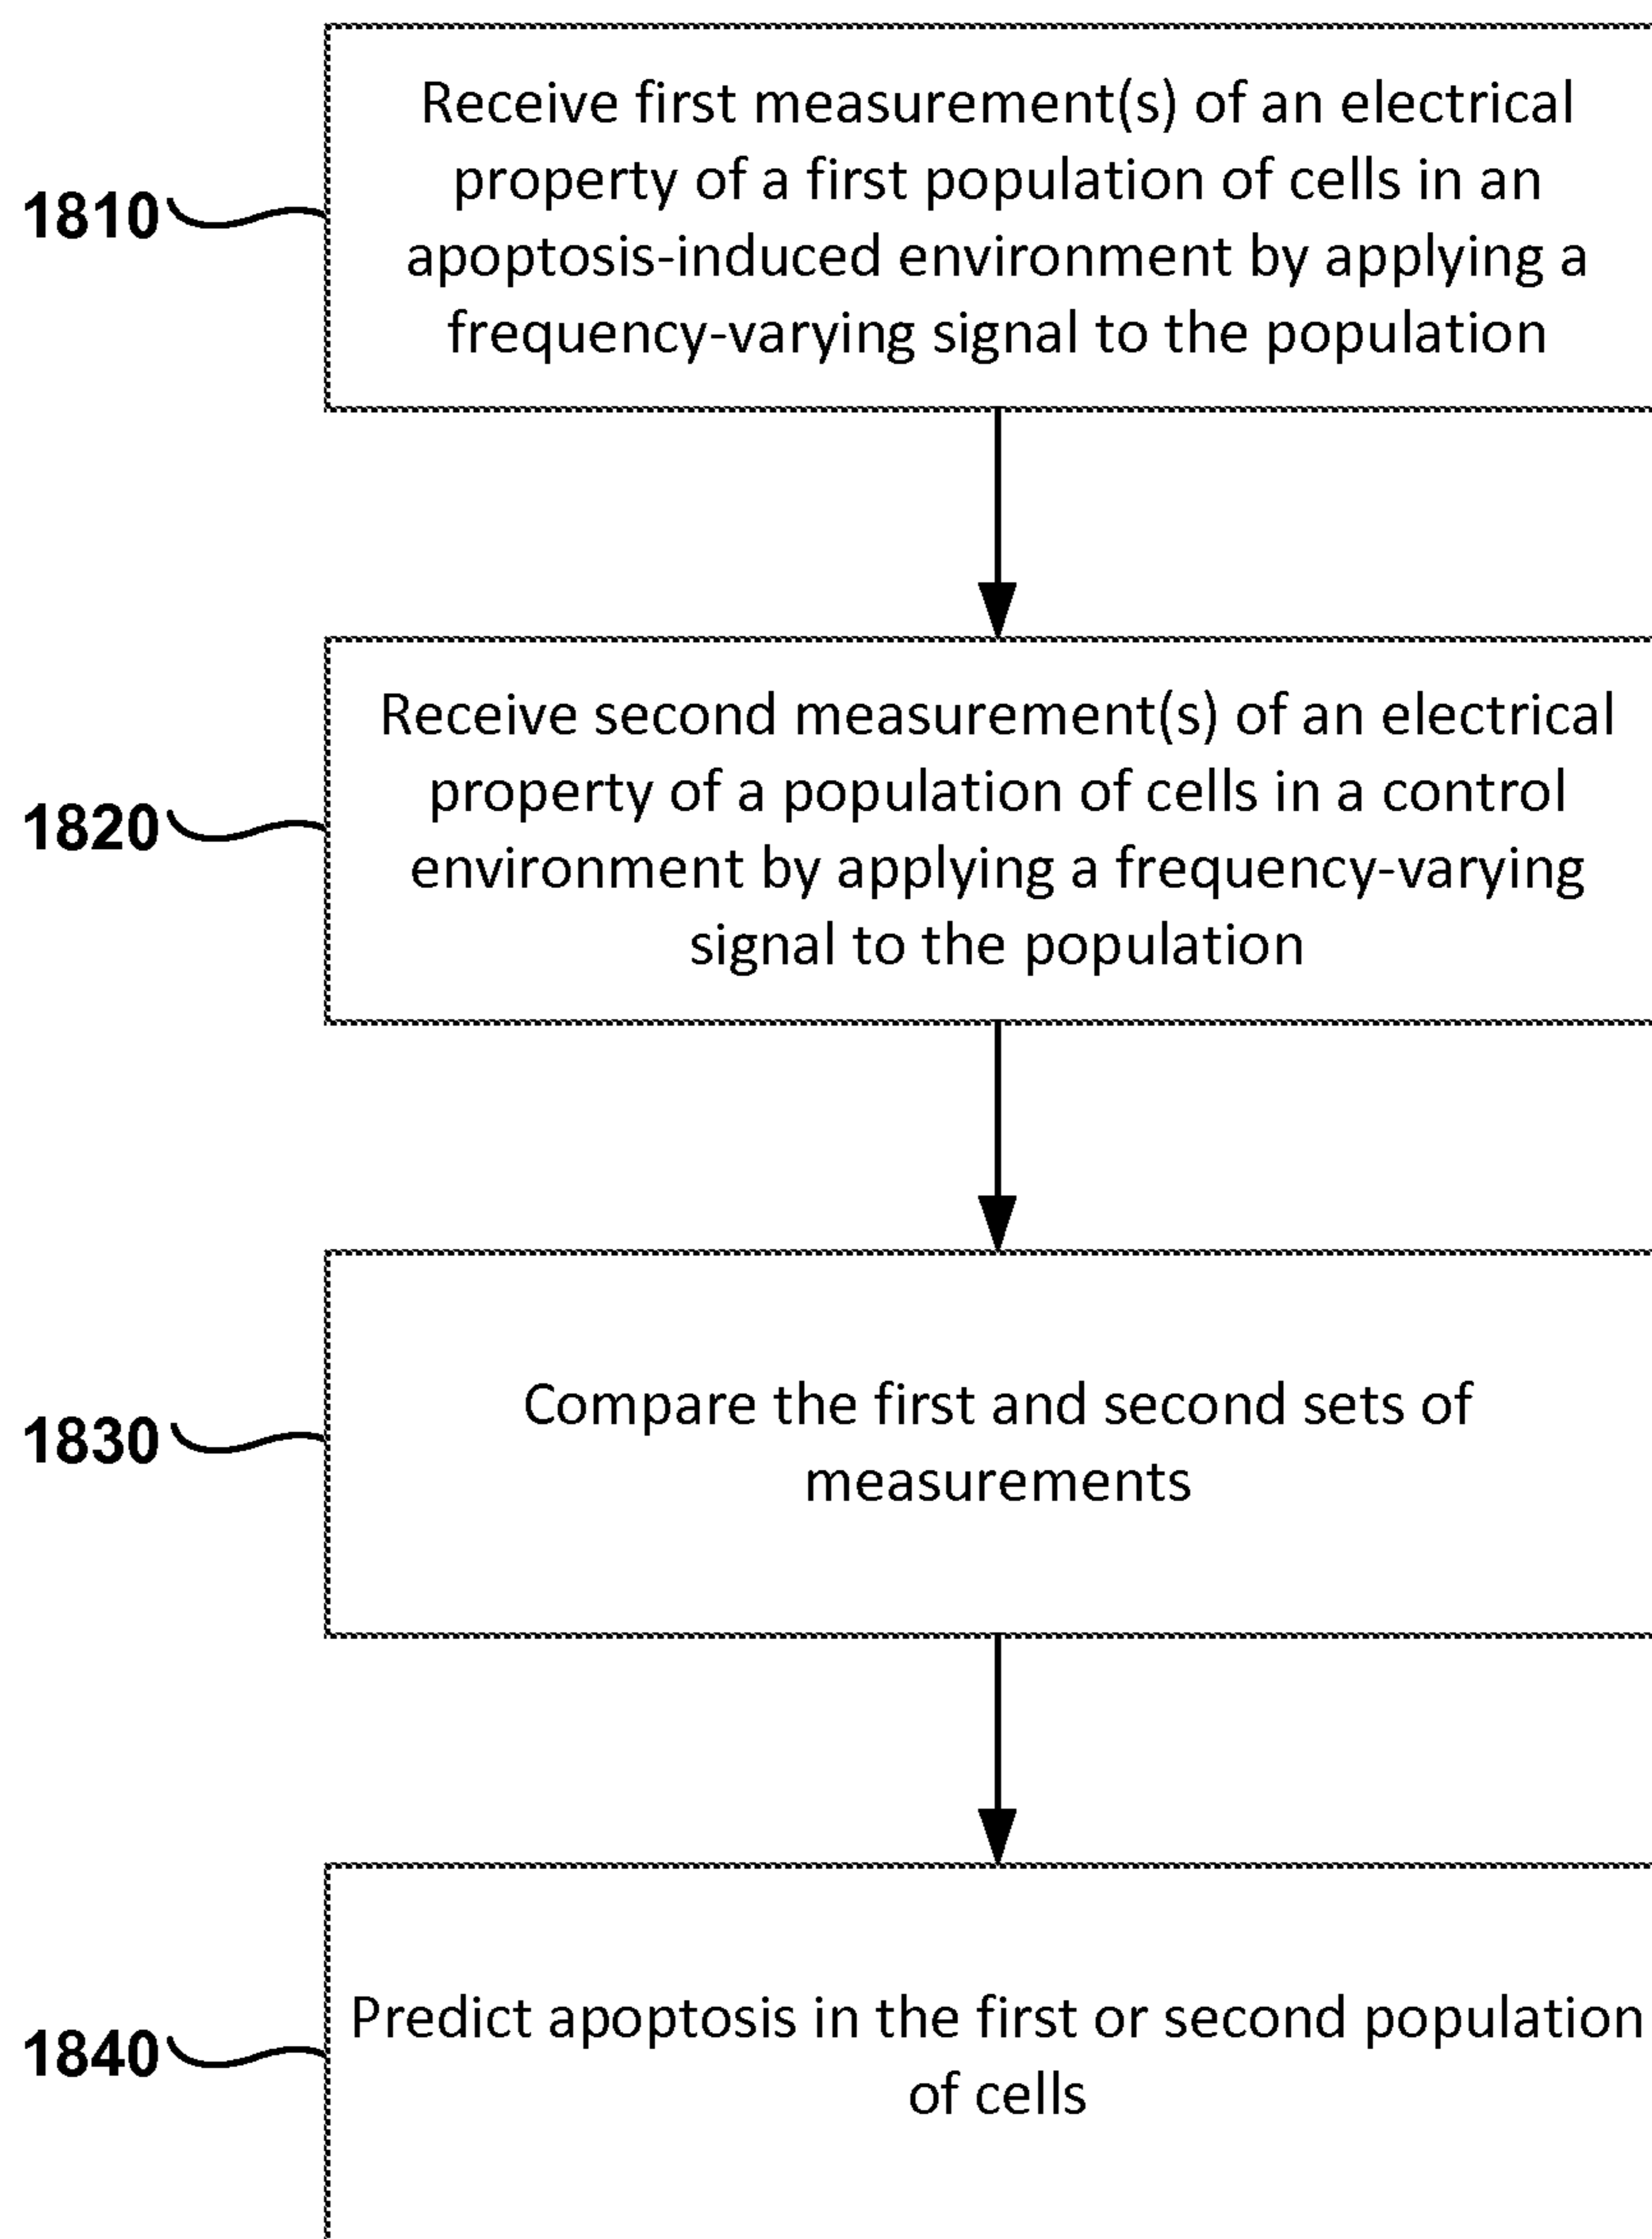 Receive first measurement(s) of an electrical
property of a first population of cells in an
1810
apoptosis-induced environment by applying a
frequency-varying signal to the population
Receive second measurement(s) of an electrical
property of a population of cells in a control
1820
environment by applying a frequency-varying
signal to the population
Compare the first and second sets of
1830
measurements
Predict apoptosis in the first or second population
1840
of cells